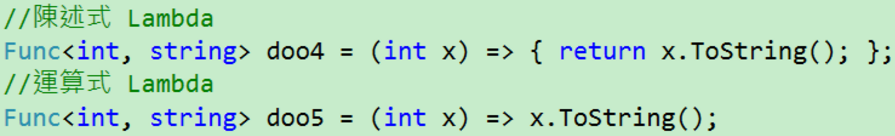 //陳述式 Lambda
Func<int, string> doo4 = (int x) => { return x.ToString(); };
//運算式 Lambda
Func<int, string> doo5 = (int x) => x.ToString();